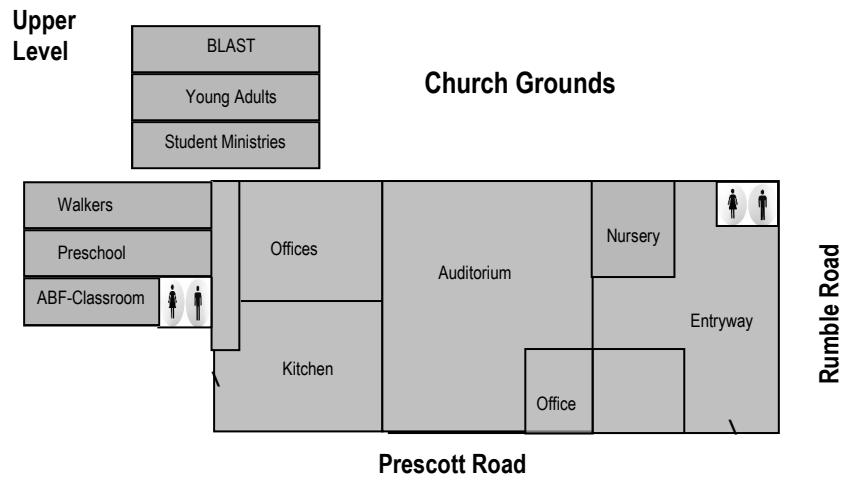 Upper
Level
BLAST
Young Adults
Student Ministries
Church Grounds
Walkers
Preschool
ABF-Classroom
Offices
Kitchen
Auditorium
Nursery
Entryway
Office
Rumble Road
Prescott Road